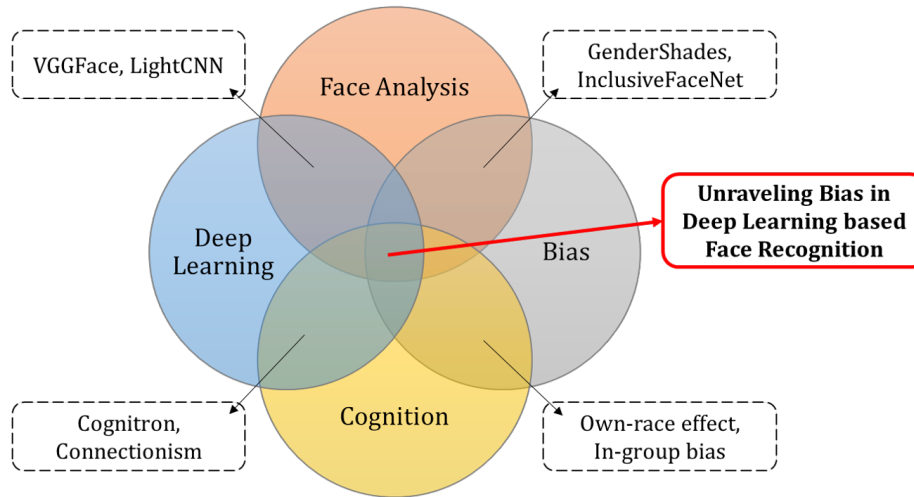 VGGFace, LightCNN
Face Analysis
GenderShades,
InclusiveFaceNet
Unraveling Bias in
Deep Learning based
Face Recognition
Deep
Learning
Bias
Cognitron,
Connectionism
Cognition
Own-race effect,
In-group bias